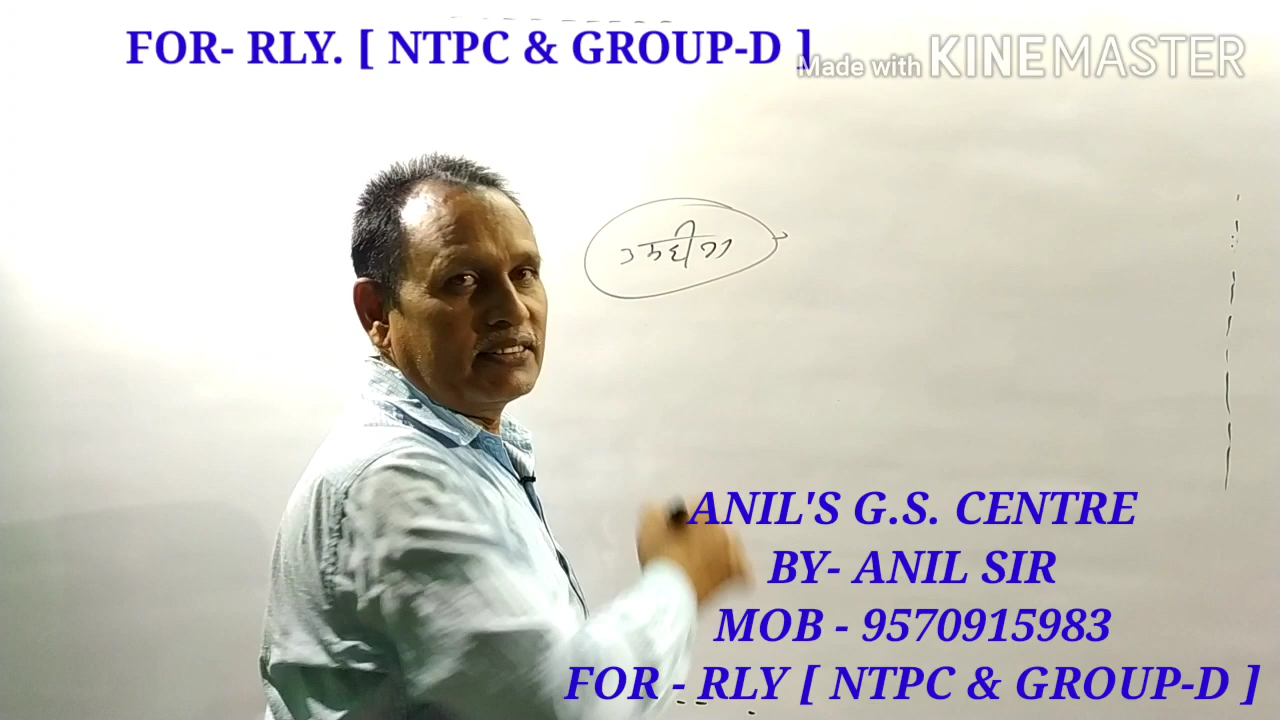 FOR- RLY. [ NTPC & GROUP-D ]
Made with KINEMASTER
ANIL'S G.S. CENTRE
BY- ANIL SIR
MOB - 9570915983
FOR - RLY [ NTPC & GROUP-D ]